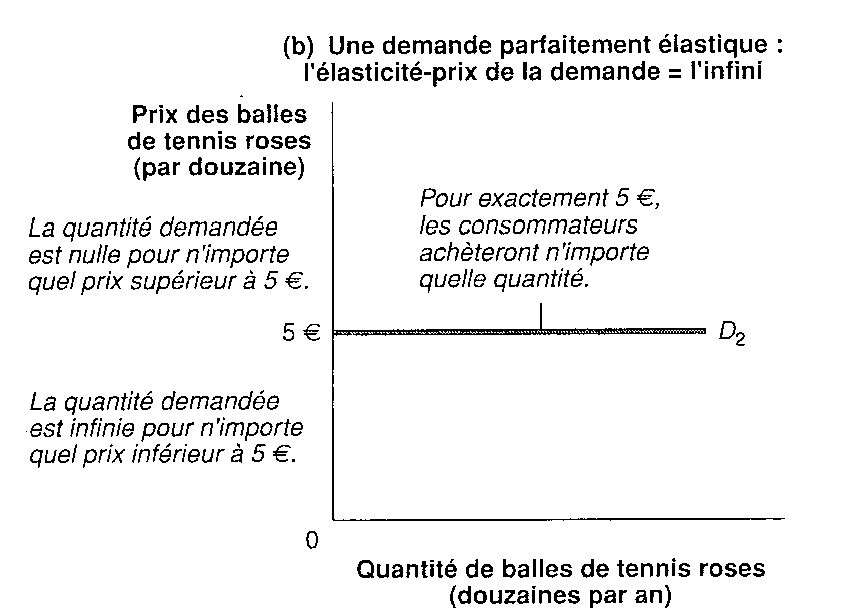 (b) Une demande parfaitement élastique :
l'élasticité-prix de la demande = l'infini
Prix des balles
de tennis roses
(par douzaine)
La quantité demandée
est nulle pour n'importe
quel prix supérieur à 5 €.
Pour exactement 5 €,
les consommateurs
achèteront n'importe
quelle quantité.
5 €
D2
La quantité demandée
est infinie pour n'importe
quel prix inférieur à 5 €.
0
Quantité de balles de tennis roses
(douzaines par an)